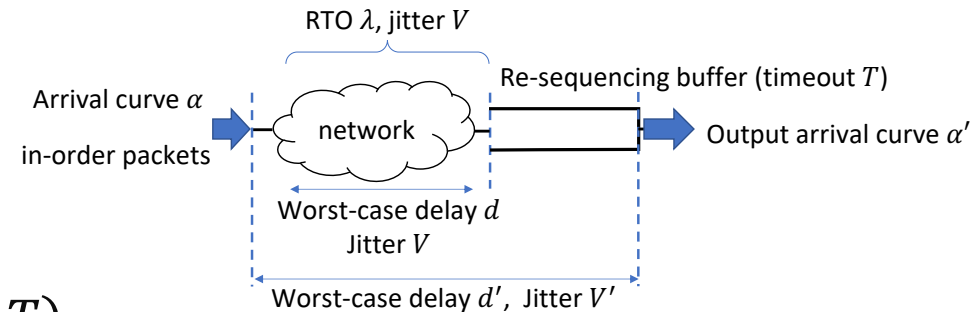 RTO λ, jitter V
Re-sequencing buffer (timeout T)
Arrival curve α
network
Output arrival curve α'
in-order packets
Worst-case delay d
Jitter V
Worst-case delay d', Jitter V'
T)